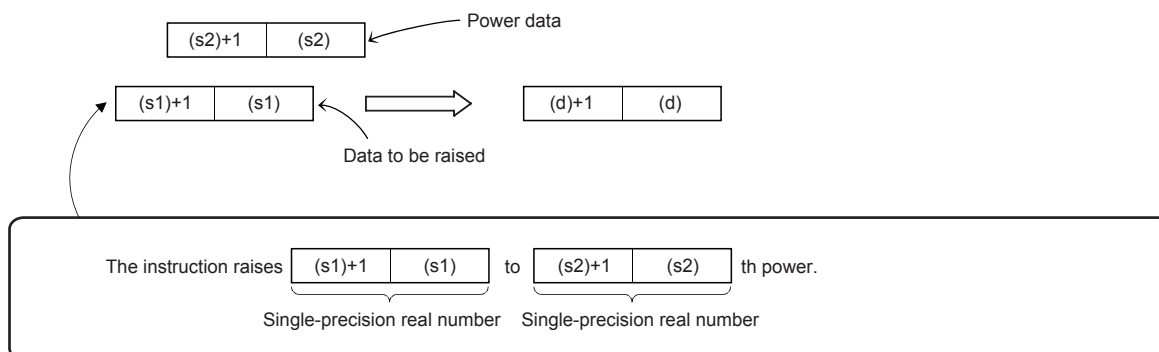 Power data
(s2)+1 (s2)
(s1)+1 (s1) (d)+1 (d)
Data to be raised
The instruction raises (s1)+1 (s1) to (s2)+1 (s2) th power.
Single-precision real number Single-precision real number